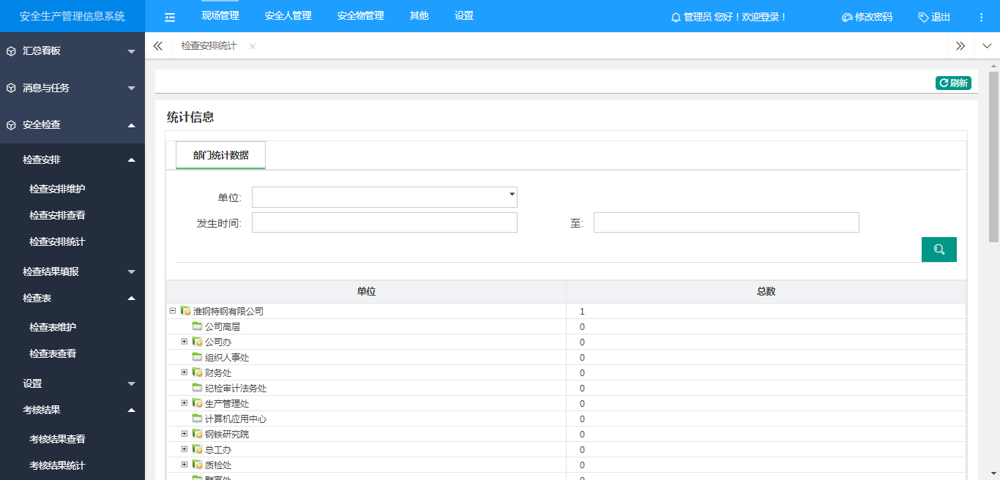 安全生产管理信息系统
现场管理 安全人管理 安全物管理 其他 设置
管理员 您好！欢迎登录！ 修改密码 退出
汇总看板
消息与任务
安全检查
检查安排
检查安排维护
检查安排查看
检查安排统计
检查结果填报
检查表
检查表维护
检查表查看
设置
考核结果
考核结果查看
考核结果统计
检查安排统计
刷新
统计信息
部门统计数据
单位:
发生时间: 至:
单位 总数
淮钢特钢有限公司 1
公司高层 0
公司办 0
组织人事处 0
财务处 0
纪检审计法务处 0
生产管理处 0
计算机应用中心 0
钢铁研究院 0
总工办 0
质检处 0